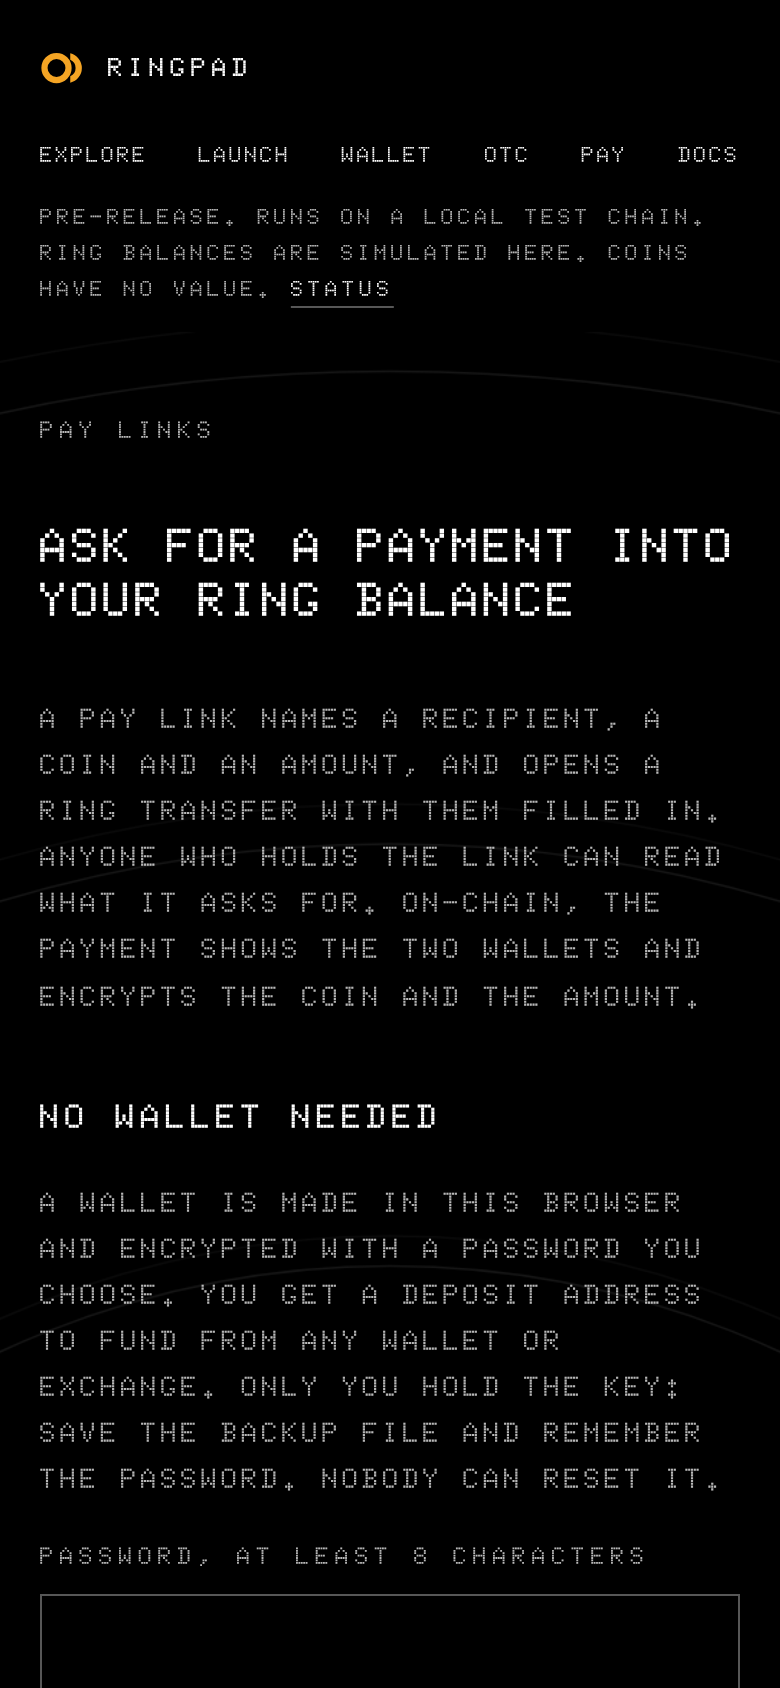 RINGPAD
EXPLORE LAUNCH WALLET OTC PAY DOCS
PRE-RELEASE. RUNS ON A LOCAL TEST CHAIN.
RING BALANCES ARE SIMULATED HERE. COINS
HAVE NO VALUE. STATUS
PAY LINKS
ASK FOR A PAYMENT INTO
YOUR RING BALANCE
A PAY LINK NAMES A RECIPIENT, A
COIN AND AN AMOUNT, AND OPENS A
RING TRANSFER WITH THEM FILLED IN.
ANYONE WHO HOLDS THE LINK CAN READ
WHAT IT ASKS FOR. ON-CHAIN, THE
PAYMENT SHOWS THE TWO WALLETS AND
ENCRYPTS THE COIN AND THE AMOUNT.
NO WALLET NEEDED
A WALLET IS MADE IN THIS BROWSER
AND ENCRYPTED WITH A PASSWORD YOU
CHOOSE. YOU GET A DEPOSIT ADDRESS
TO FUND FROM ANY WALLET OR
EXCHANGE. ONLY YOU HOLD THE KEY:
SAVE THE BACKUP FILE AND REMEMBER
THE PASSWORD. NOBODY CAN RESET IT.
PASSWORD, AT LEAST 8 CHARACTERS